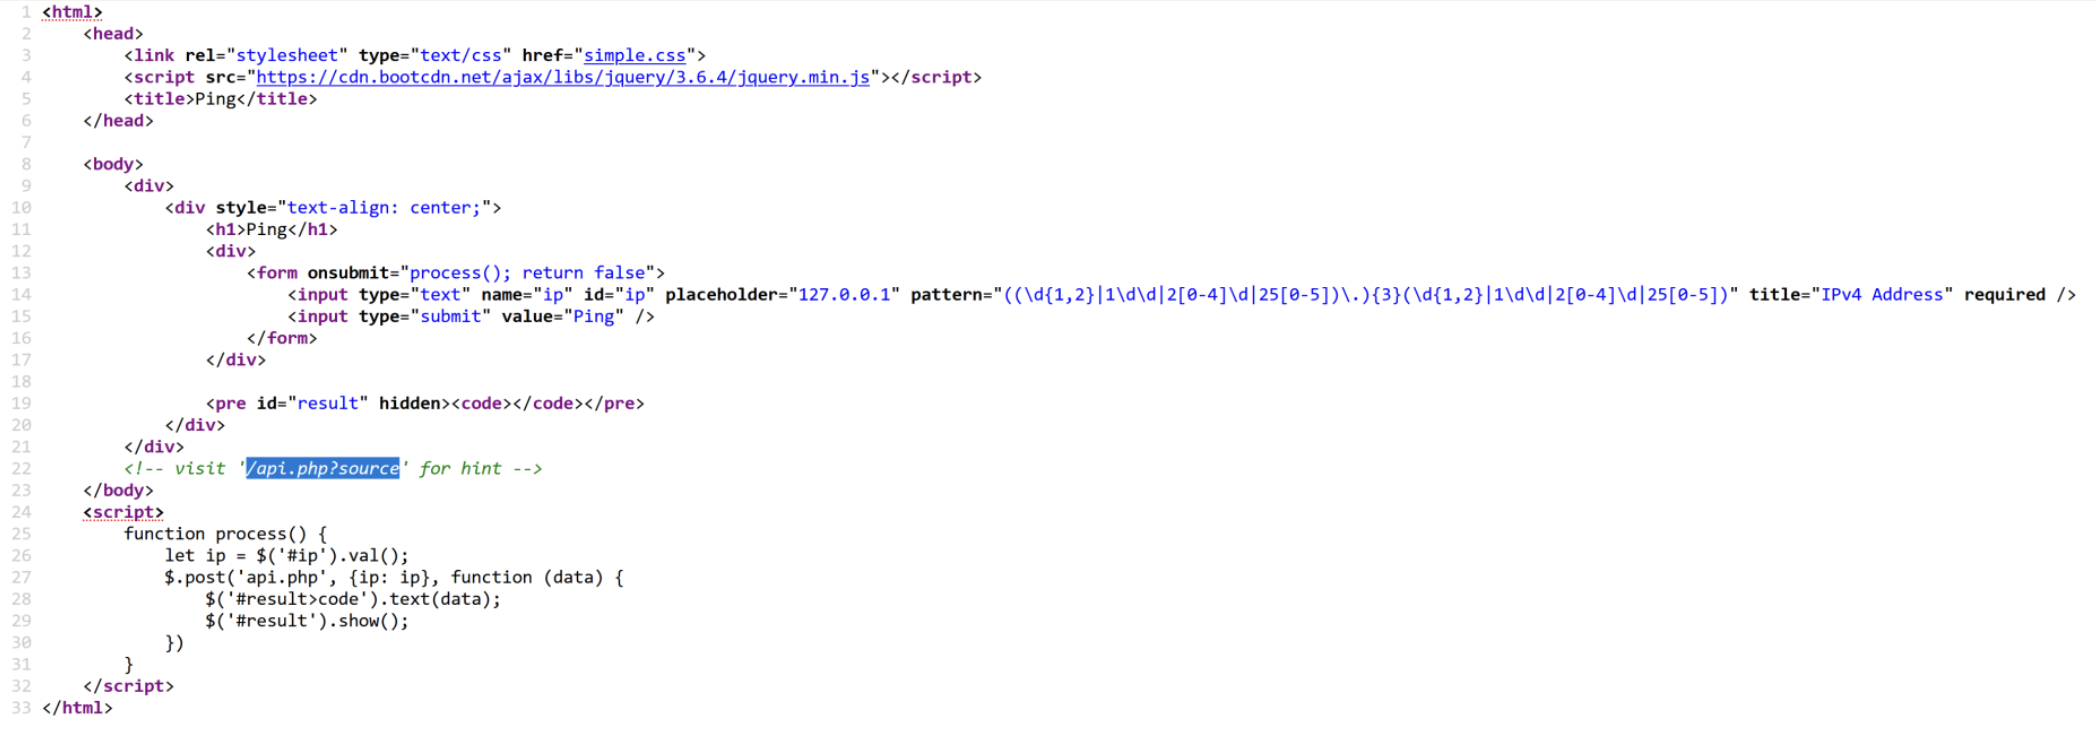 1 <html>
2     <head>
3         <link rel="stylesheet" type="text/css" href="simple.css">
4         <script src="https://cdn.bootcdn.net/ajax/libs/jquery/3.6.4/jquery.min.js"></script>
5         <title>Ping</title>
6     </head>
7
8     <body>
9         <div>
10             <div style="text-align: center;">
11                 <h1>Ping</h1>
12                 <div>
13                     <form onsubmit="process(); return false">
14                         <input type="text" name="ip" id="ip" placeholder="127.0.0.1" pattern="((\d{1,2}|1\d\d|2[0-4]\d|25[0-5])\.){3}(\d{1,2}|1\d\d|2[0-4]\d|25[0-5])" title="IPv4 Address" required />
15                         <input type="submit" value="Ping" />
16                     </form>
17                 </div>
18
19                 <pre id="result" hidden><code></code></pre>
20             </div>
21         </div>
22         <!-- visit '/api.php?source' for hint -->
23     </body>
24     <script>
25         function process() {
26             let ip = $('#ip').val();
27             $.post('api.php', {ip: ip}, function (data) {
28                 $('#result>code').text(data);
29                 $('#result').show();
30             })
31         }
32     </script>
33 </html>